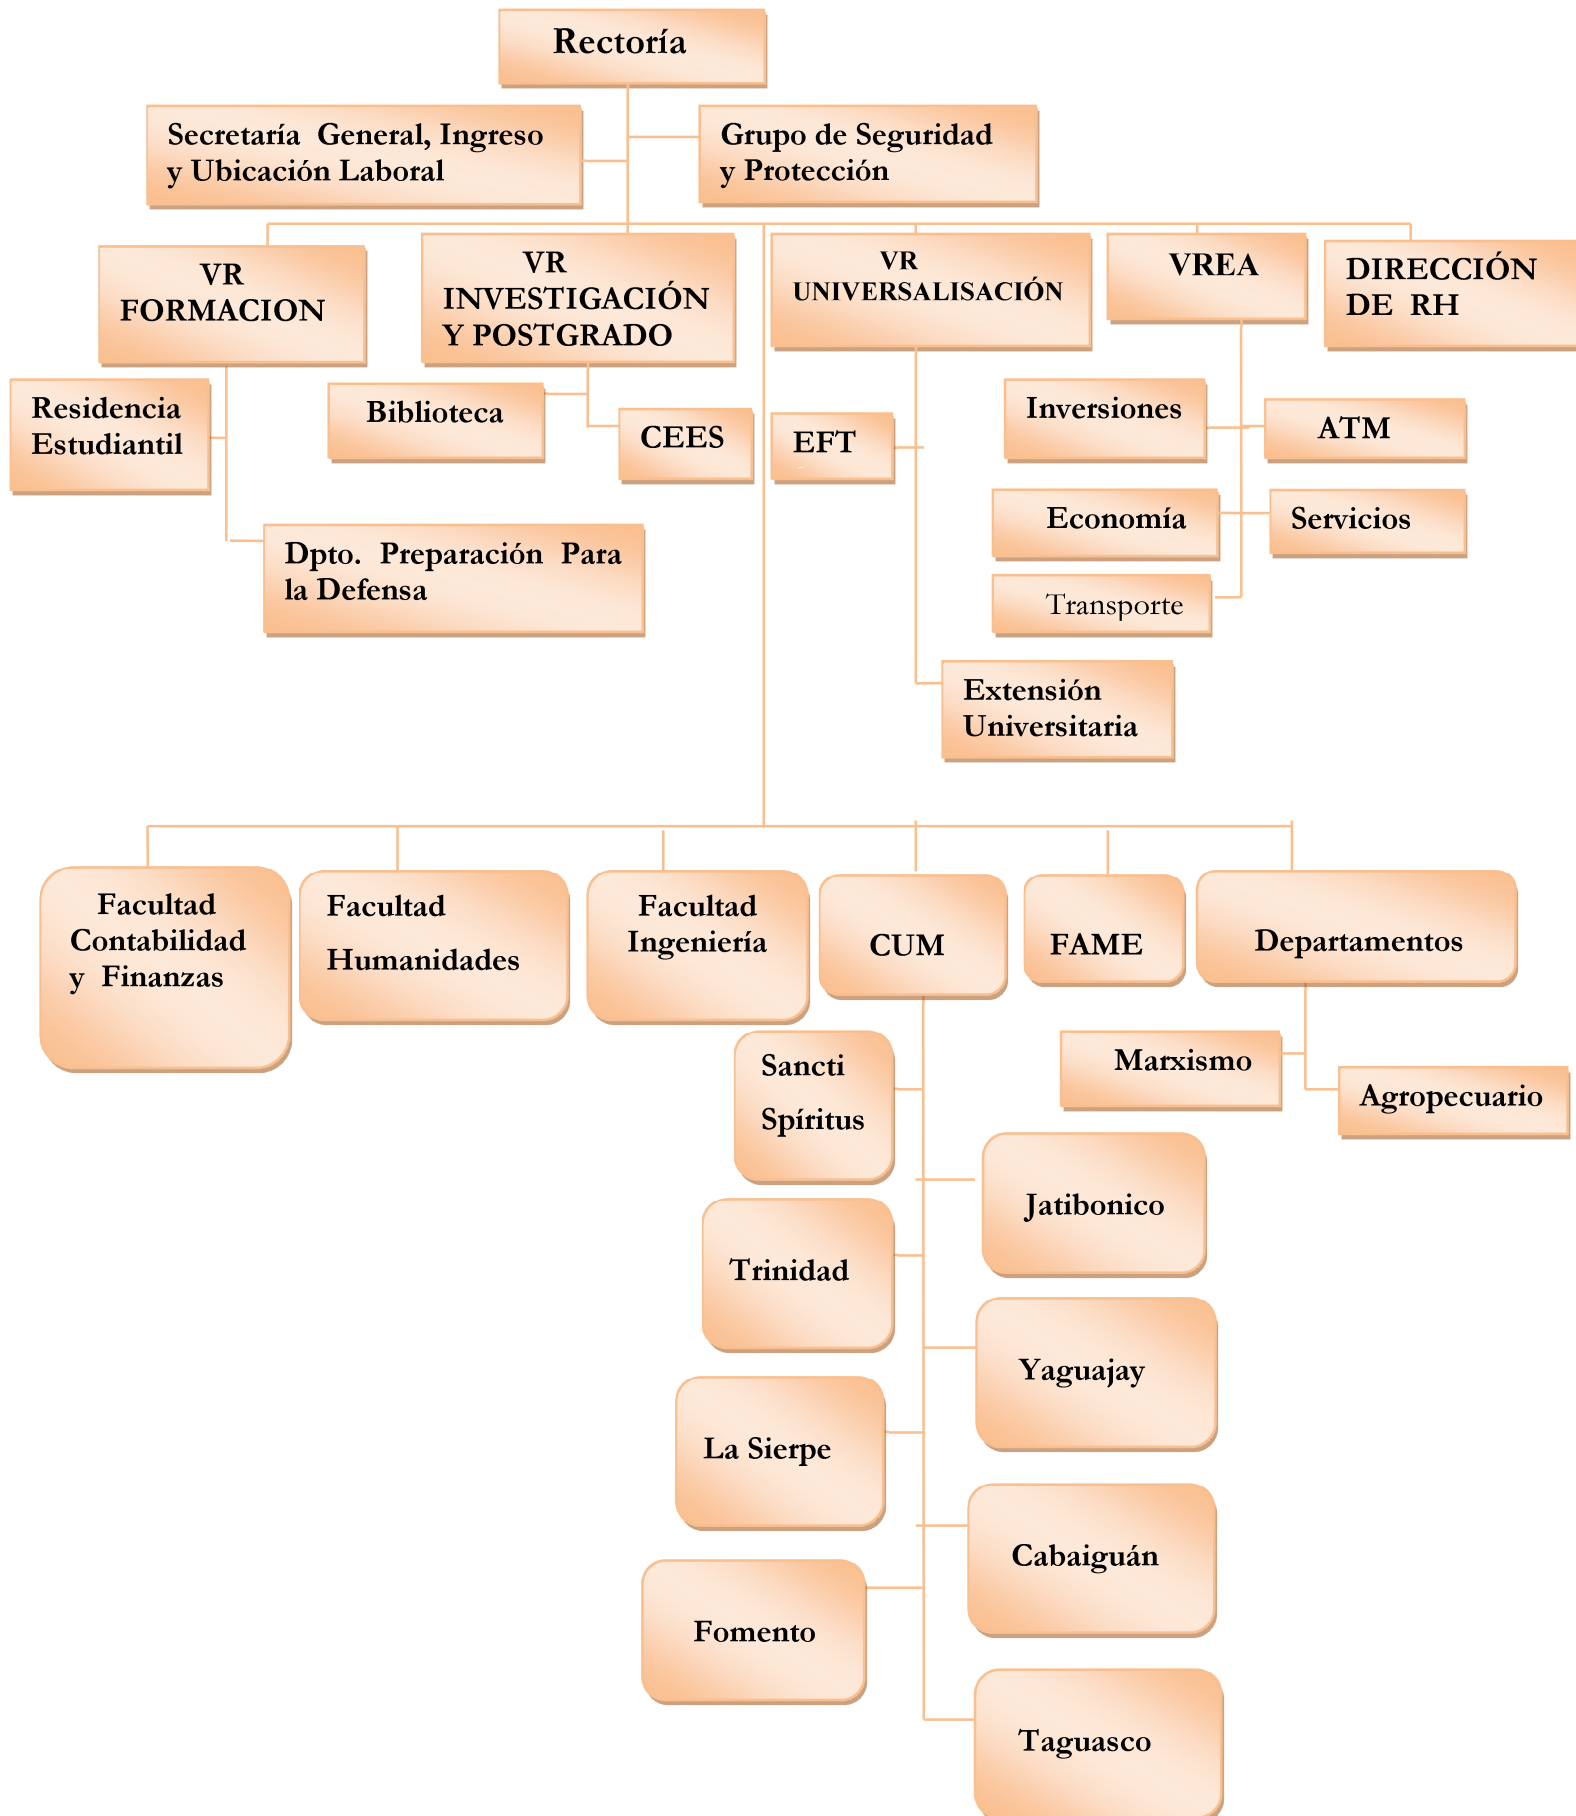 Rectoría
Secretaría General, Ingreso
y Ubicación Laboral
Grupo de Seguridad
y Protección
VR
FORMACION
VR
INVESTIGACIÓN
Y POSTGRADO
VR
UNIVERSALISACIÓN
VREA
DIRECCIÓN
DE RH
Residencia
Estudiantil
Biblioteca
CEES
EFT
Inversiones
ATM
Economía
Servicios
Dpto. Preparación Para
la Defensa
Transporte
Extensión
Universitaria
Facultad
Contabilidad
y Finanzas
Facultad
Humanidades
Facultad
Ingeniería
CUM
FAME
Departamentos
Sancti
Spíritus
Marxismo
Agropecuario
Jatibonico
Trinidad
Yaguajay
La Sierpe
Cabaiguán
Fomento
Taguasco